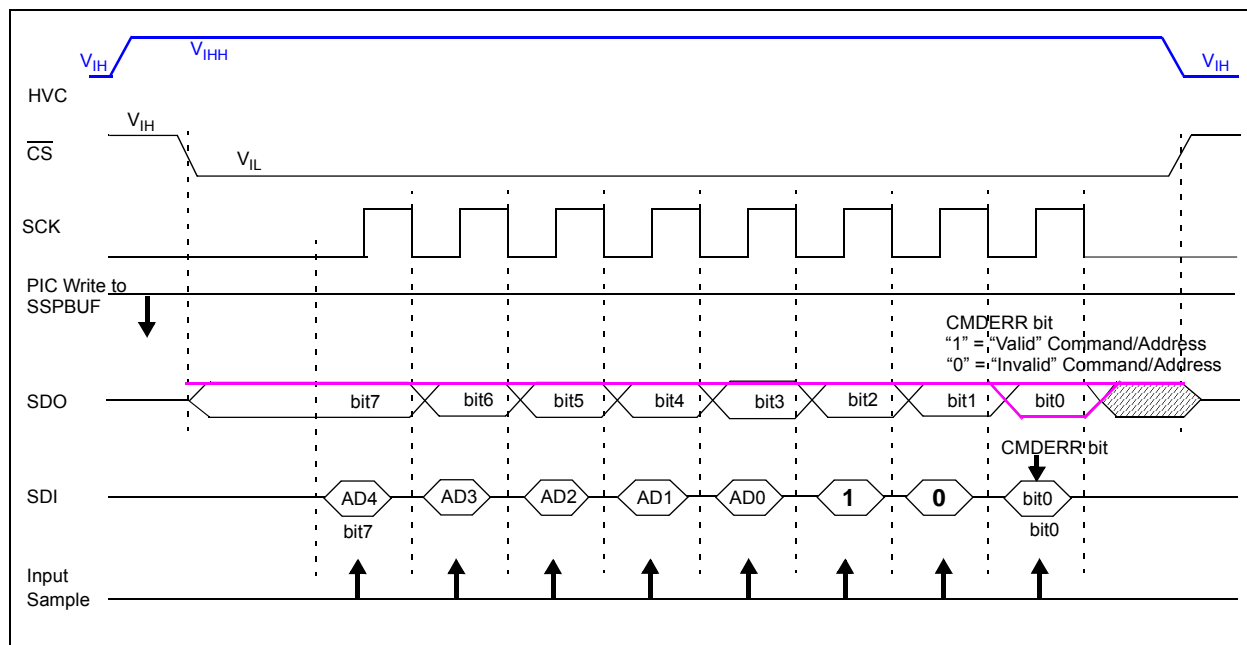 VIH
VIHH
VIH
HVC
VIH
CS
VIL
SCK
PIC Write to
SSPBUF
CMDERR bit
“1” = “Valid” Command/Address
“0” = “Invalid” Command/Address
SDO
bit7 bit6 bit5 bit4 bit3 bit2 bit1 bit0
CMDERR bit
SDI
AD4 AD3 AD2 AD1 AD0 1 0 bit0
bit7 bit0
Input
Sample